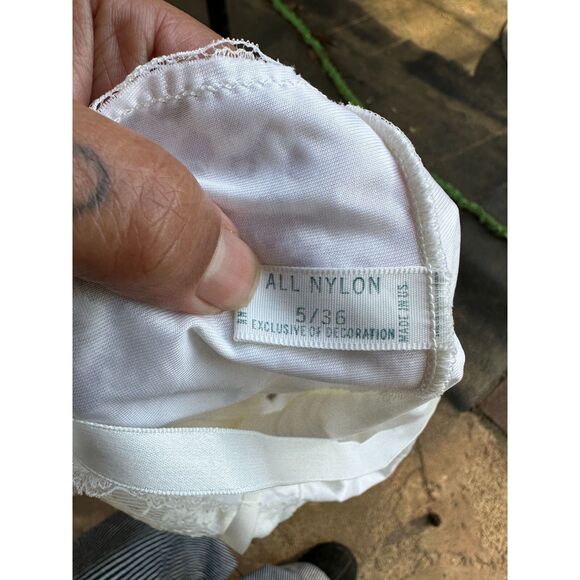 ALL NYLON
5/36
EXCLUSIVE OF DECORATION
MADE IN U.S.